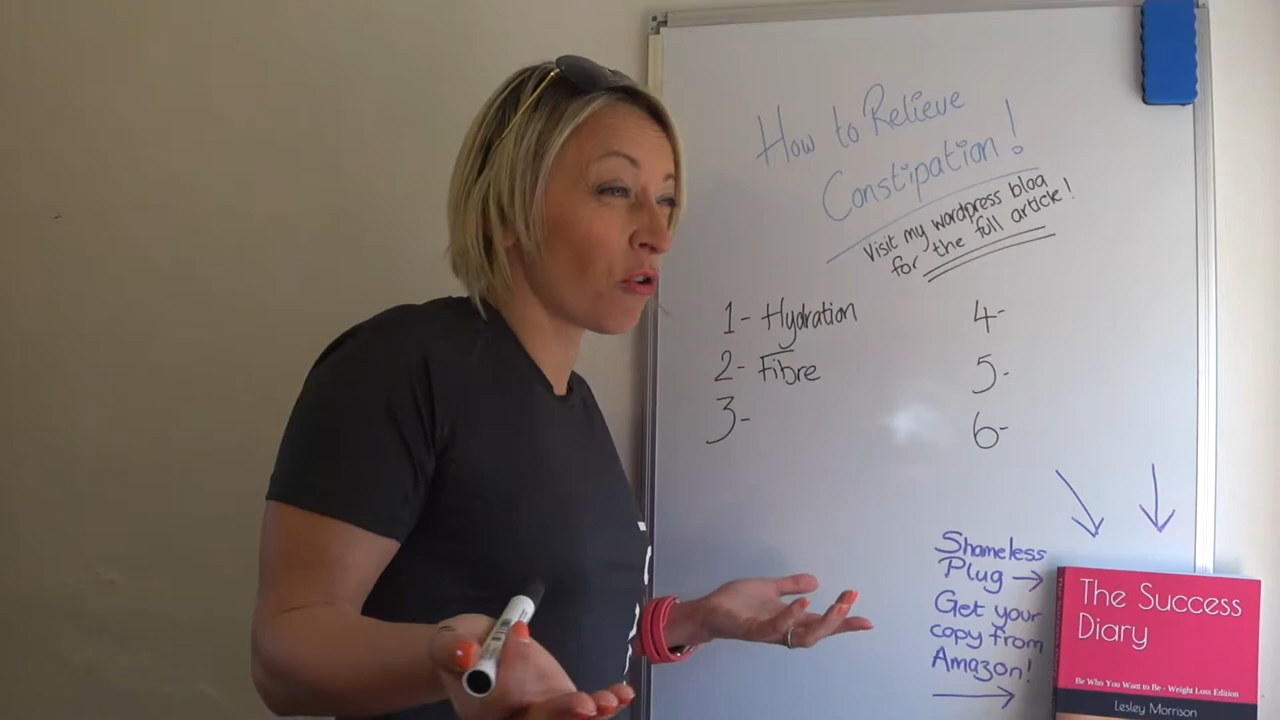 How to Relieve
Constipation!
Visit my wordpress blog
for the full article!
1- Hydration
2- Fibre
3-
4-
5-
6-
Shameless
Plug →
Get your
copy from
Amazon!
The Success
Diary
Be Who You Want to Be - Weight Loss Edition
Lesley Morrison